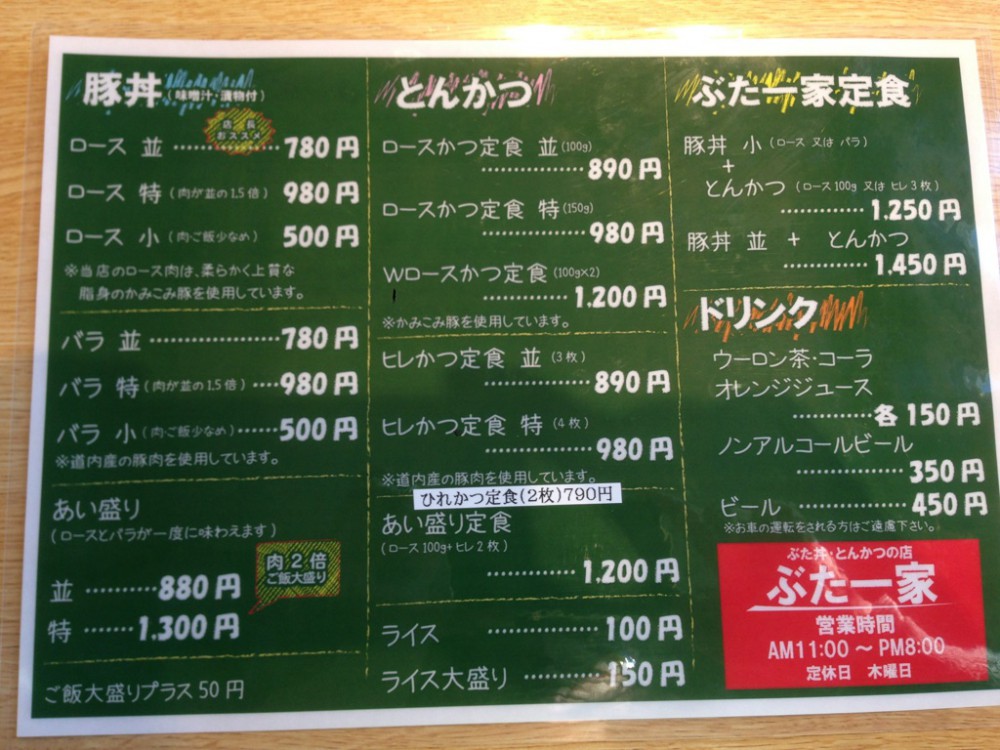 豚丼(味噌汁、漬物付)
店長
おススメ
ロース 並 ………………780円
ロース 特 (肉が並の1.5倍) 980円
ロース 小 (肉・ご飯少なめ) 500円
※当店のロース肉は、柔らかく上質な
脂身のかみこみ豚を使用しています。
バラ 並 ………………780円
バラ 特 (肉が並の1.5倍) ……980円
バラ 小 (肉・ご飯少なめ) ……500円
※道内産の豚肉を使用しています。
あい盛り
(ロースとバラが一度に味わえます)
肉2倍
ご飯大盛り
並 ………880円
特 ……1.300円
ご飯大盛りプラス50円
とんかつ
ロースかつ定食 並(100g)
………………890円
ロースかつ定食 特(150g)
………………980円
Wロースかつ定食(100g×2)
……………1.200円
※かみこみ豚を使用しています。
ヒレかつ定食 並 (3枚)
………………890円
ヒレかつ定食 特 (4枚)
………………980円
※道内産の豚肉を使用しています。
ひれかつ定食(2枚)790円
あい盛り定食
(ロース100g+ヒレ2枚)
……………1.200円
ライス ………………100円
ライス大盛り …………150円
ぶた一家定食
豚丼 小 (ロース 又は バラ)
+
とんかつ (ロース100g 又は ヒレ3枚)
……………1.250円
豚丼 並 + とんかつ
……………1.450円
ドリンク
ウーロン茶・コーラ
オレンジジュース
…………各150円
ノンアルコールビール
………………350円
ビール ………………450円
※お車の運転をされる方はご遠慮下さい。
ぶた丼・とんかつの店
ぶた一家
営業時間
AM11:00 ～ PM8:00
定休日 木曜日